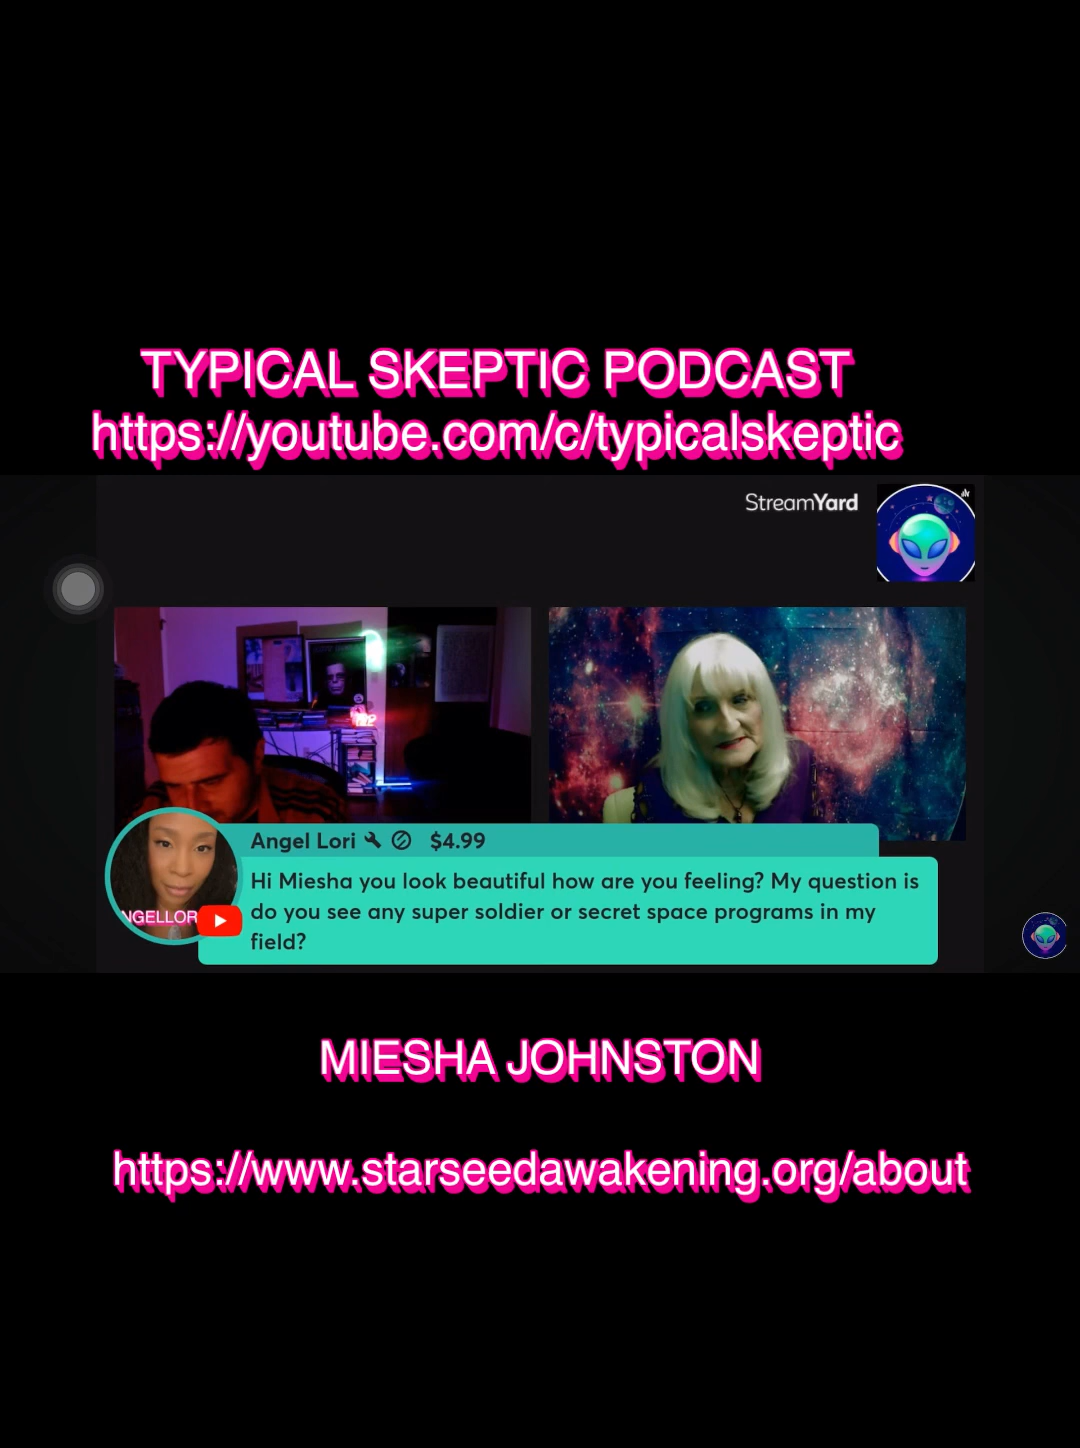 TYPICAL SKEPTIC PODCAST
https://youtube.com/c/typicalskeptic
StreamYard
Angel Lori $4.99
Hi Miesha you look beautiful how are you feeling? My question is
do you see any super soldier or secret space programs in my
field?
NGELLOR
MIESHA JOHNSTON
https://www.starseedawakening.org/about